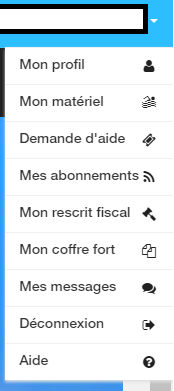 Mon profil
Mon matériel
Demande d'aide
Mes abonnements
Mon rescrit fiscal
Mon coffre fort
Mes messages
Déconnexion
Aide